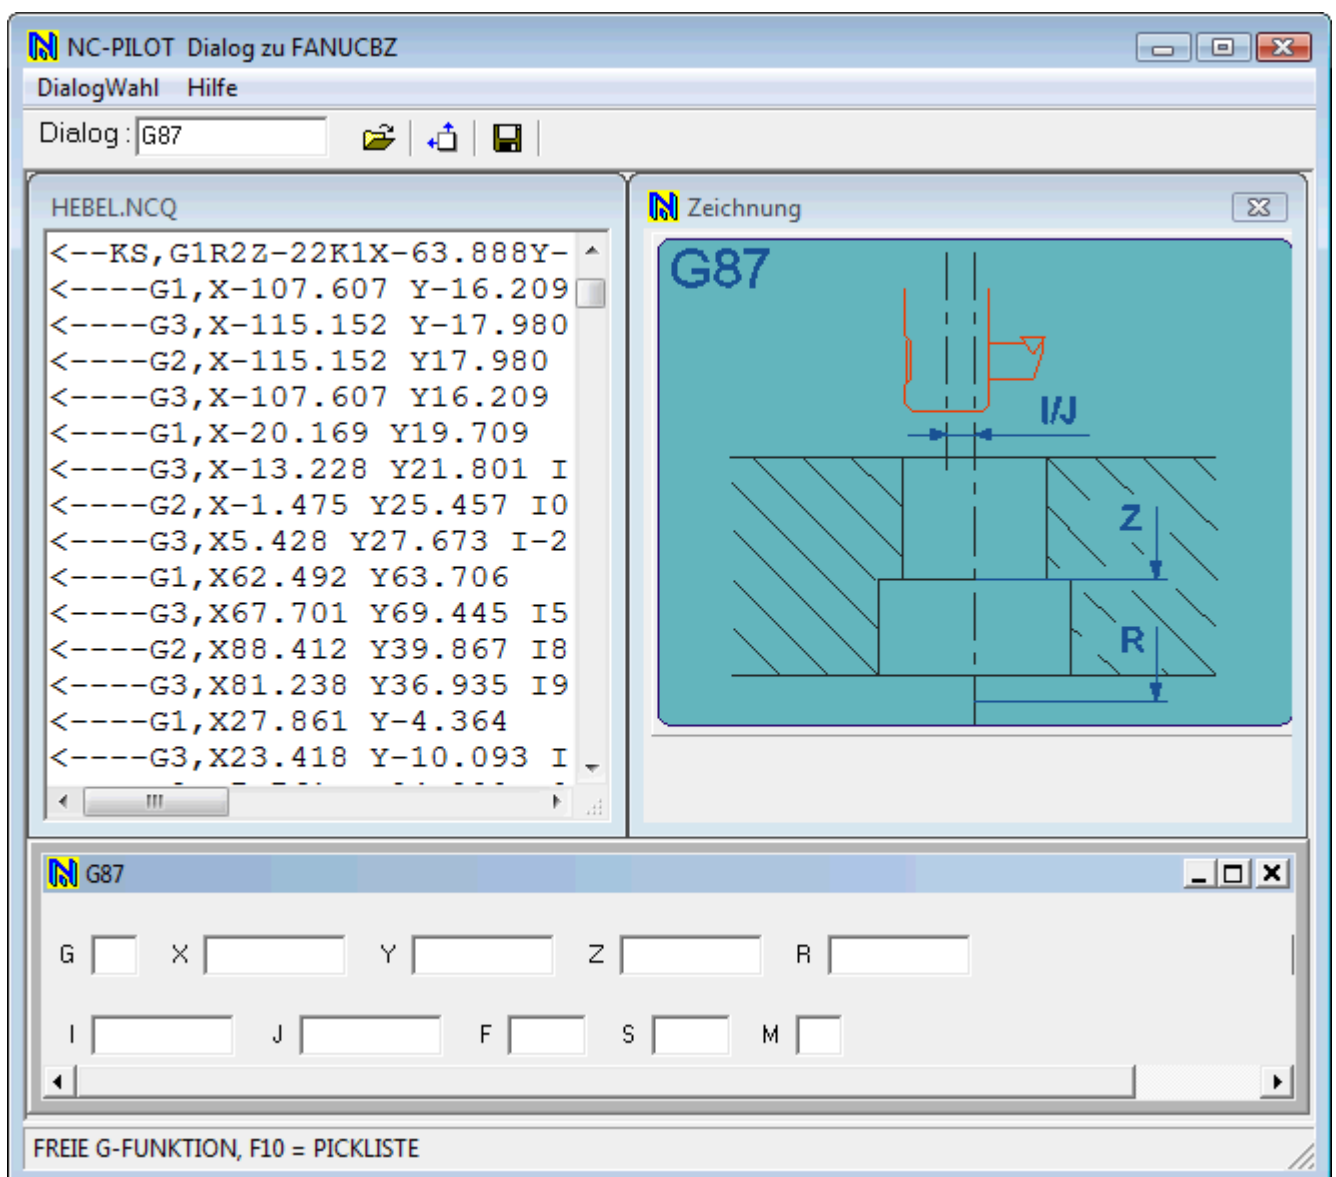 NC-PILOT Dialog zu FANUCBZ
DialogWahl Hilfe
Dialog : G87
HEBEL.NCQ
<--KS,G1R2Z-22K1X-63.888Y-
<----G1,X-107.607 Y-16.209
<----G3,X-115.152 Y-17.980
<----G2,X-115.152 Y17.980
<----G3,X-107.607 Y16.209
<----G1,X-20.169 Y19.709
<----G3,X-13.228 Y21.801 I
<----G2,X-1.475 Y25.457 I0
<----G3,X5.428 Y27.673 I-2
<----G1,X62.492 Y63.706
<----G3,X67.701 Y69.445 I5
<----G2,X88.412 Y39.867 I8
<----G3,X81.238 Y36.935 I9
<----G1,X27.861 Y-4.364
<----G3,X23.418 Y-10.093 I
Zeichnung
G87
I/J
Z
R
G87
G X Y Z R
I J F S M
FREIE G-FUNKTION, F10 = PICKLISTE